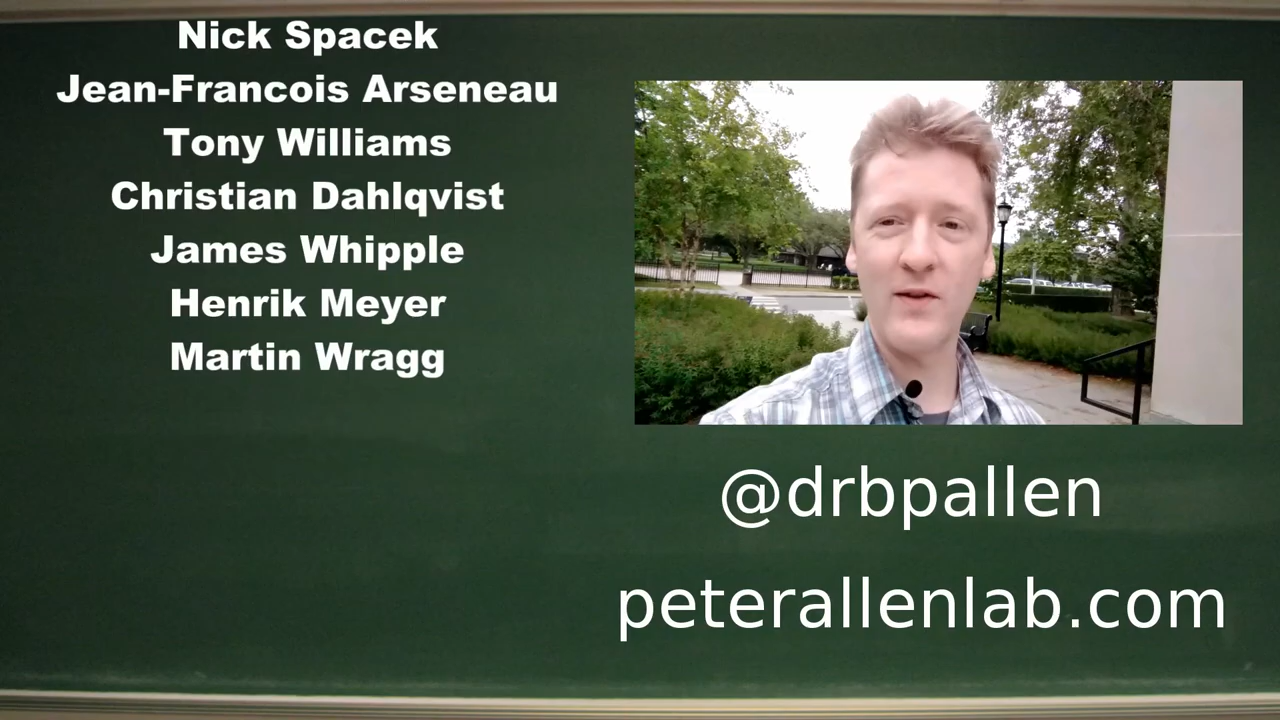 Nick Spacek
Jean-Francois Arseneau
Tony Williams
Christian Dahlqvist
James Whipple
Henrik Meyer
Martin Wragg
@drbpallen
peterallenlab.com